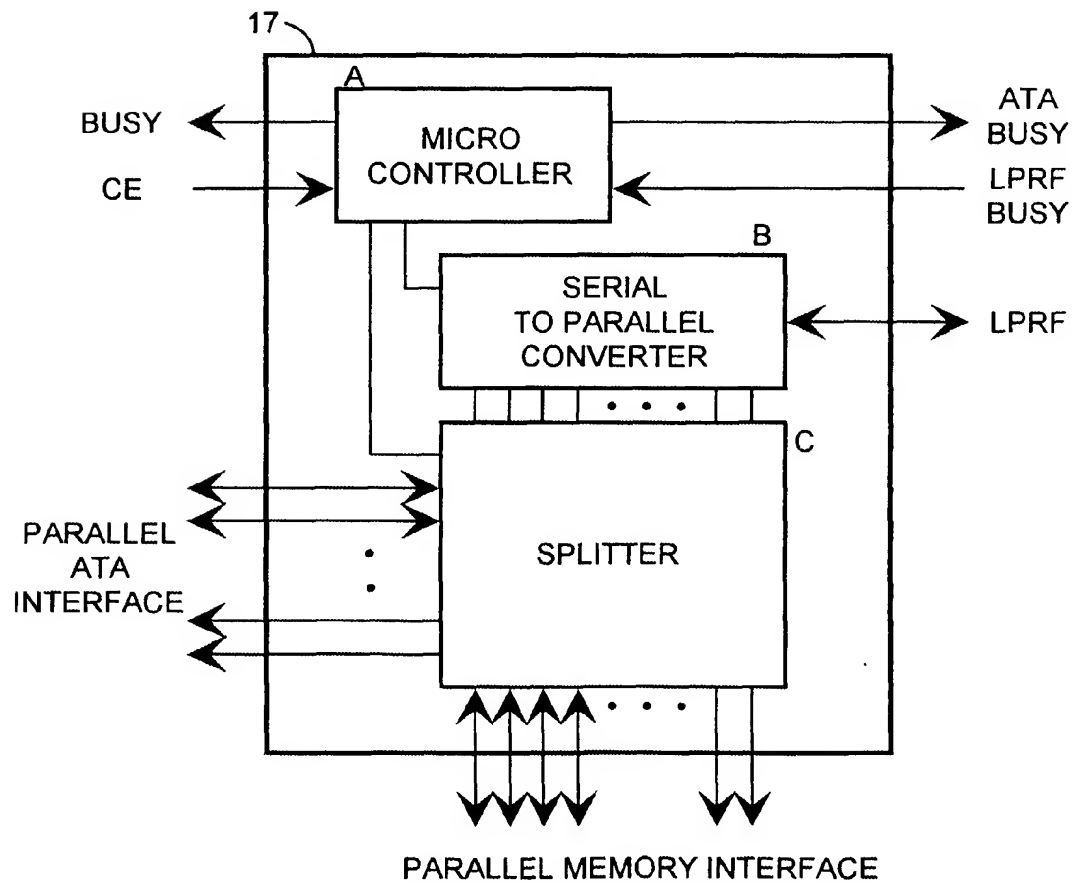 17
A
BUSY
MICRO
CONTROLLER
ATA
BUSY
CE
LPRF
BUSY
B
SERIAL
TO PARALLEL
CONVERTER
LPRF
C
SPLITTER
PARALLEL
ATA
INTERFACE
PARALLEL MEMORY INTERFACE